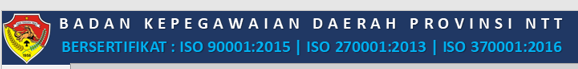 BADAN KEPEGAWAIAN DAERAH PROVINSI NTT
BERSERTIFIKAT : ISO 90001:2015 | ISO 270001:2013 | ISO 370001:2016